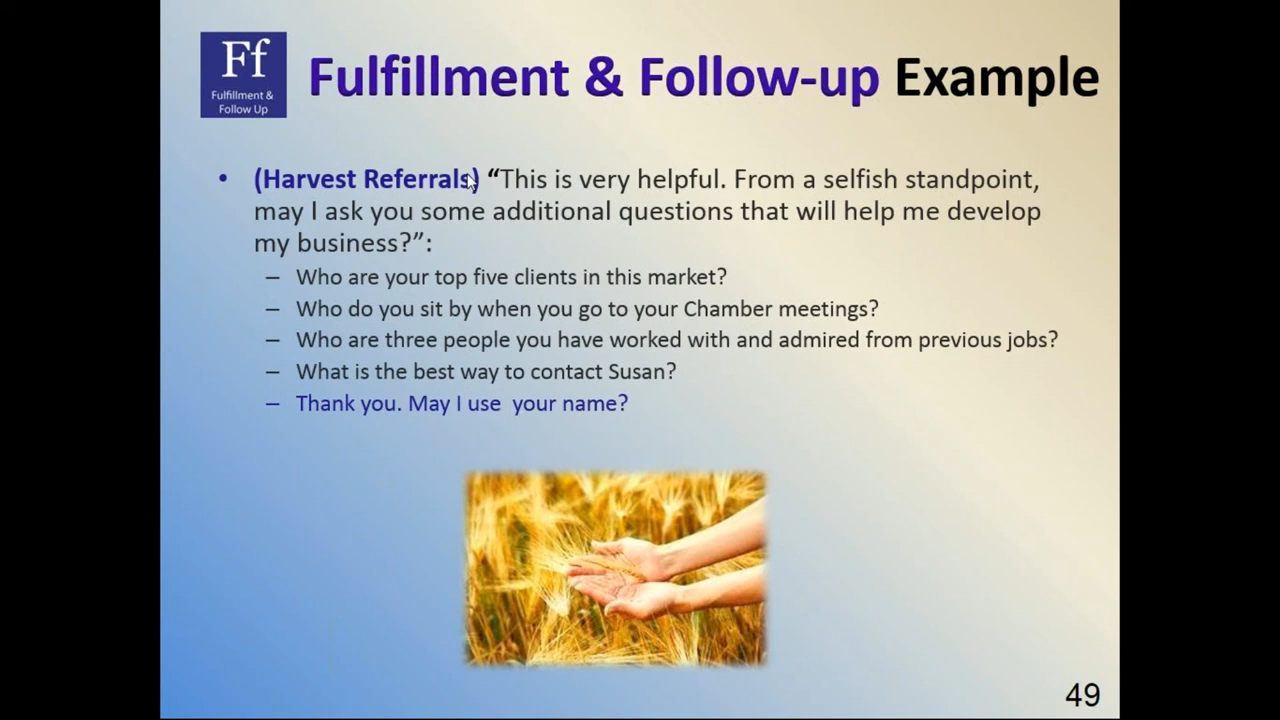 Ff
Fulfillment &
Follow Up
Fulfillment & Follow-up Example
• (Harvest Referrals) “This is very helpful. From a selfish standpoint,
may I ask you some additional questions that will help me develop
my business?”:
– Who are your top five clients in this market?
– Who do you sit by when you go to your Chamber meetings?
– Who are three people you have worked with and admired from previous jobs?
– What is the best way to contact Susan?
– Thank you. May I use  your name?
49